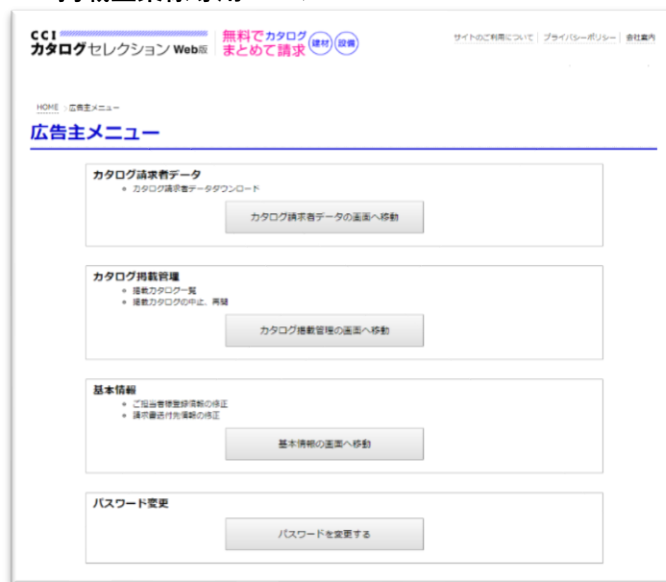 CCI
カタログセレクション Web版
無料でカタログ
まとめて請求
建材
設備
サイトのご利用について
プライバシーポリシー
会社案内
HOME
広告主メニュー
広告主メニュー
カタログ請求者データ
カタログ請求者データダウンロード
カタログ請求者データの画面へ移動
カタログ掲載管理
掲載カタログ一覧
掲載カタログの中止、再開
カタログ掲載管理の画面へ移動
基本情報
ご担当者様登録情報の修正
請求書送付先情報の修正
基本情報の画面へ移動
パスワード変更
パスワードを変更する